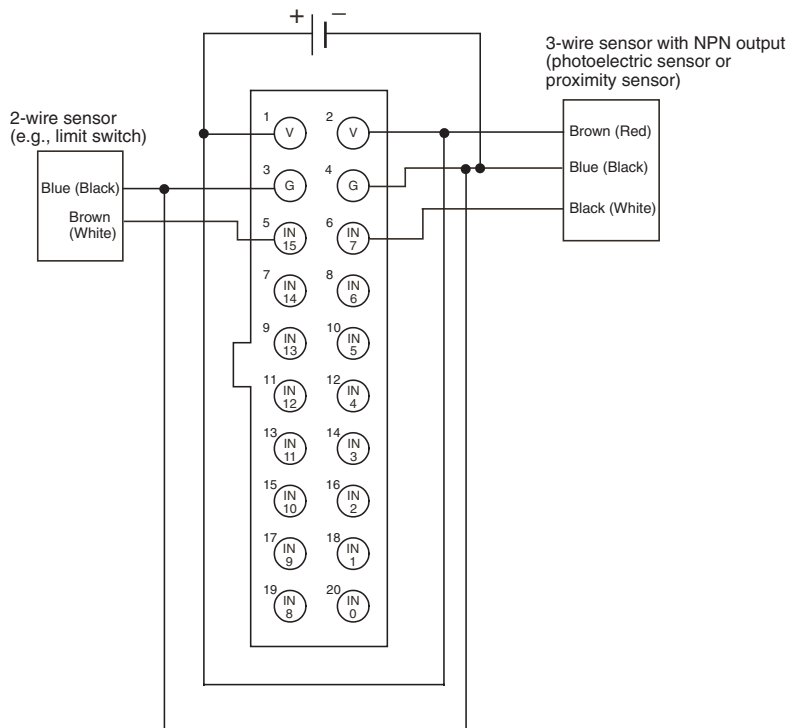 + −
3-wire sensor with NPN output
(photoelectric sensor or
proximity sensor)
2-wire sensor
(e.g., limit switch)
Blue (Black)
Brown
(White)
Brown (Red)
Blue (Black)
Black (White)
1 V 2 V
3 G 4 G
5 IN 15 6 IN 7
7 IN 14 8 IN 6
9 IN 13 10 IN 5
11 IN 12 12 IN 4
13 IN 11 14 IN 3
15 IN 10 16 IN 2
17 IN 9 18 IN 1
19 IN 8 20 IN 0